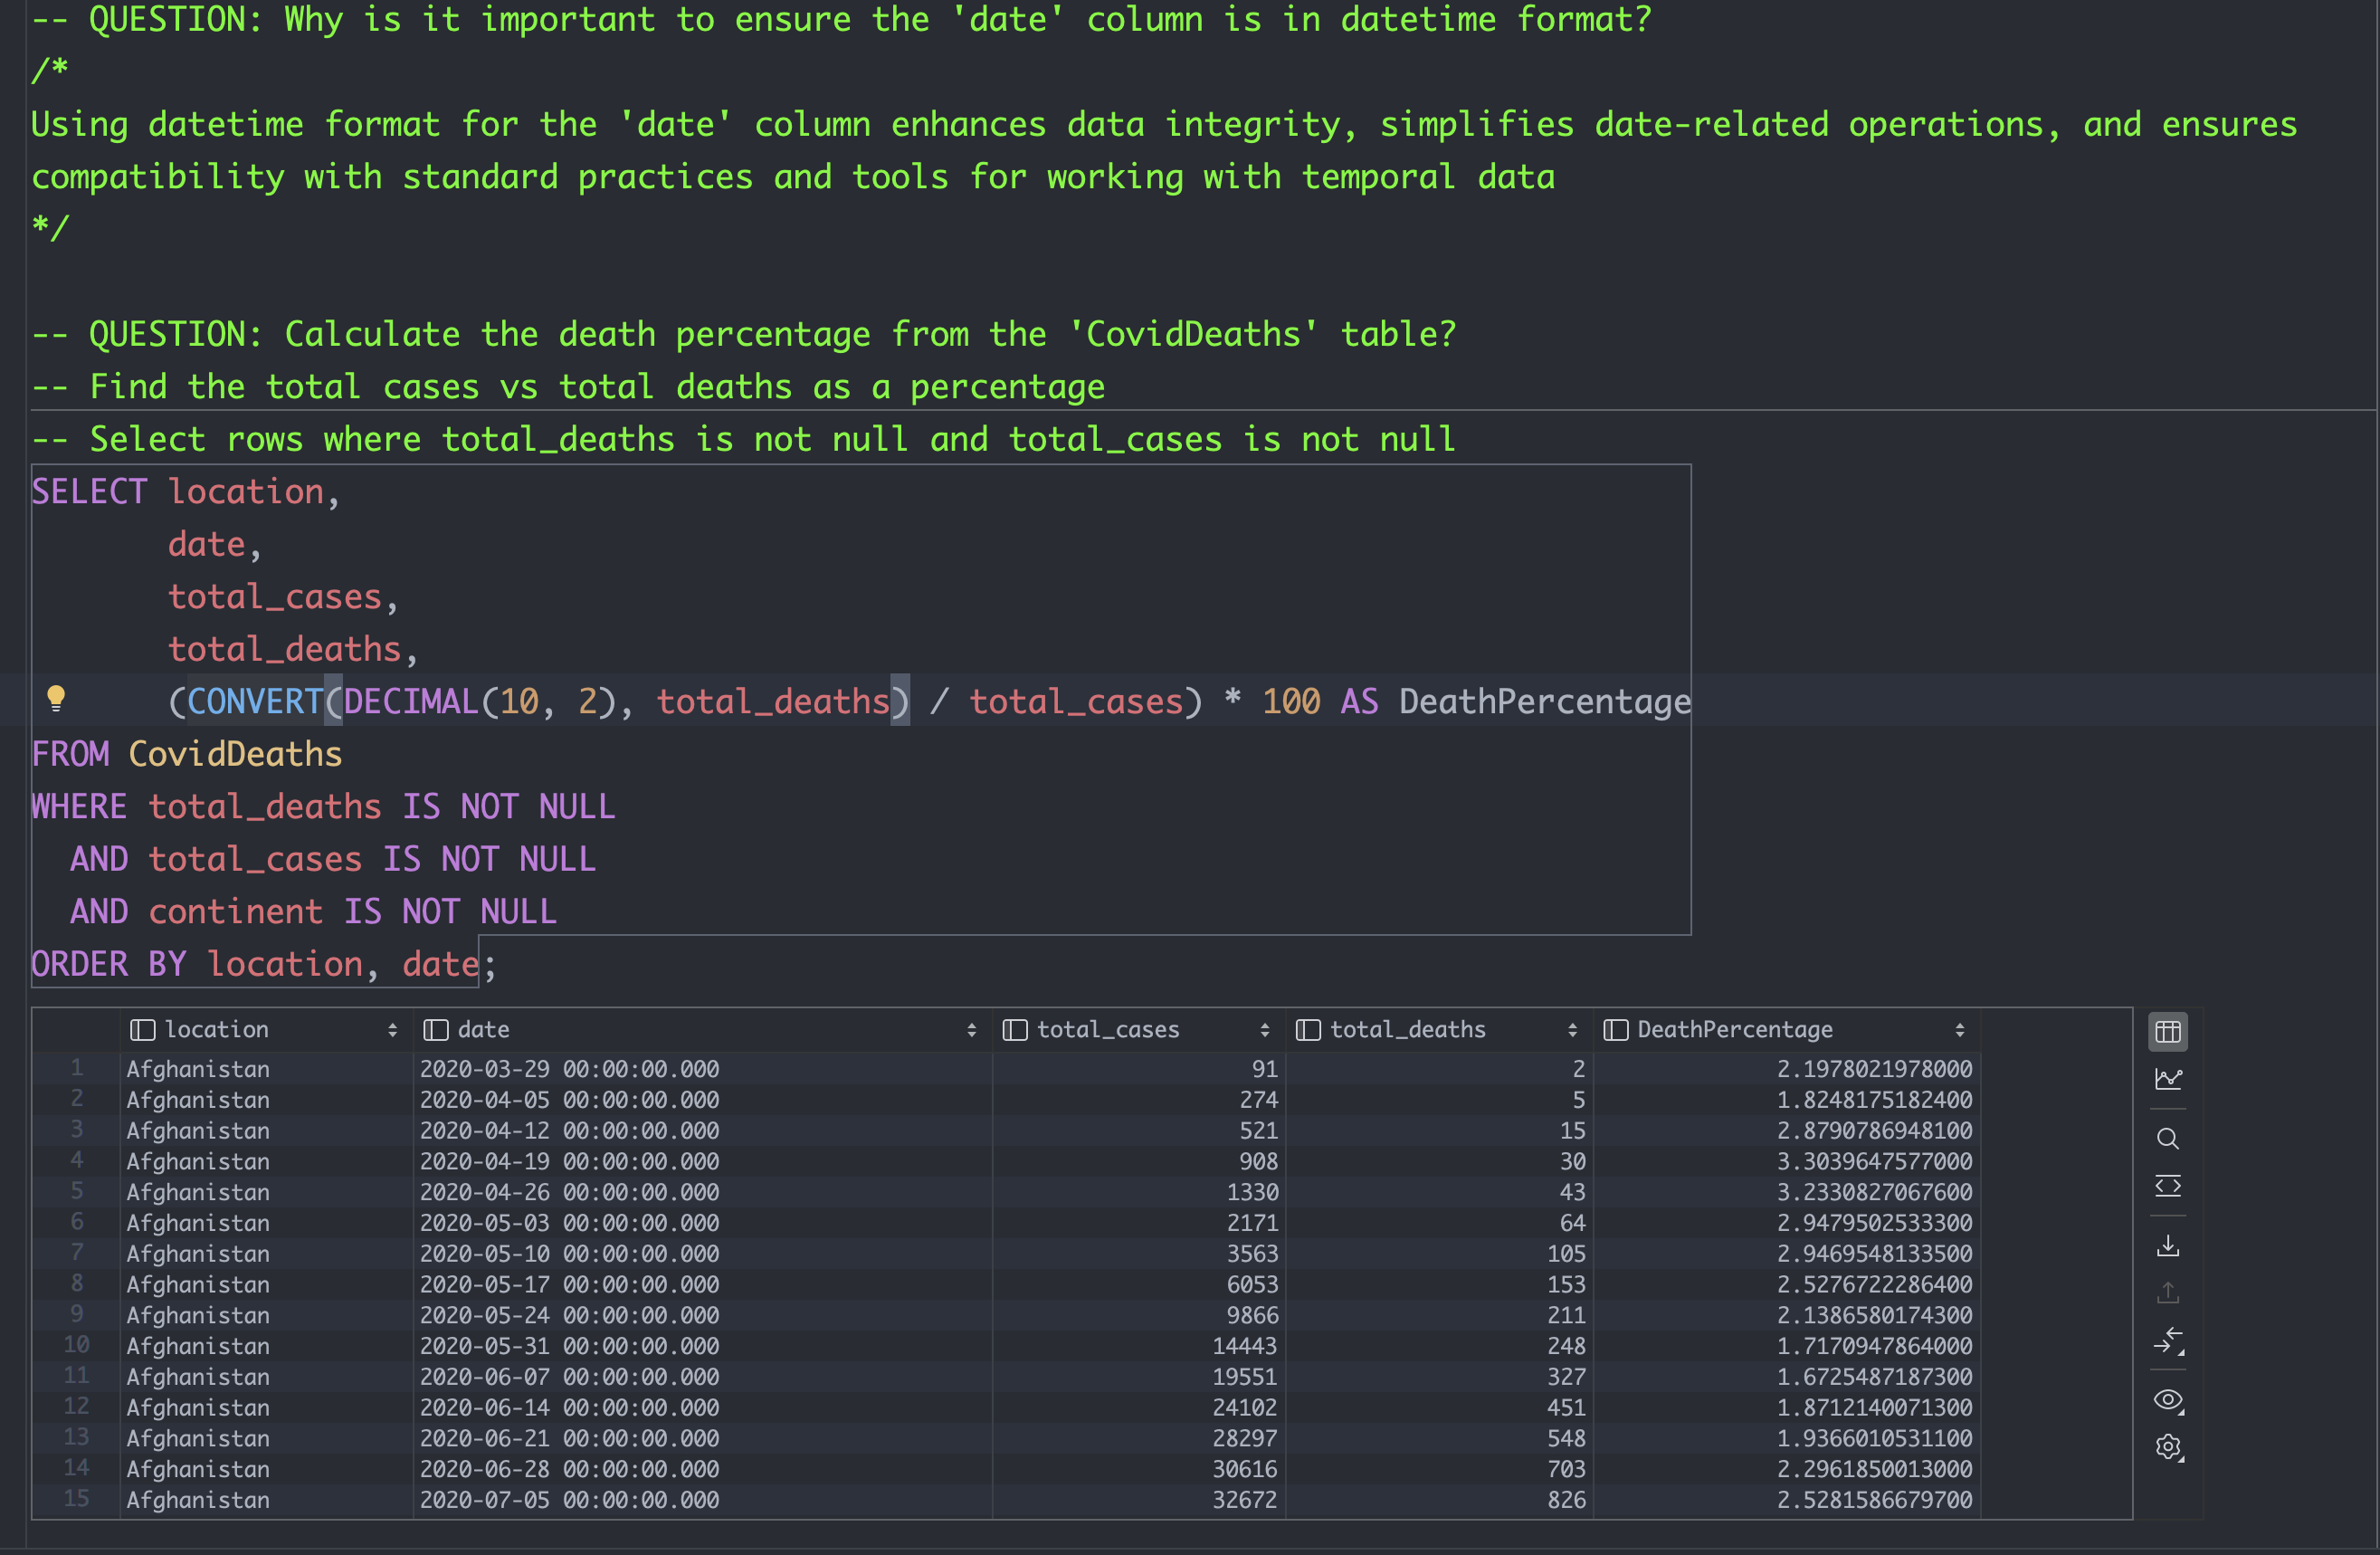 -- QUESTION: Why is it important to ensure the 'date' column is in datetime format?
/*
Using datetime format for the 'date' column enhances data integrity, simplifies date-related operations, and ensures
compatibility with standard practices and tools for working with temporal data
*/
-- QUESTION: Calculate the death percentage from the 'CovidDeaths' table?
-- Find the total cases vs total deaths as a percentage
-- Select rows where total_deaths is not null and total_cases is not null
SELECT location,
date,
total_cases,
total_deaths,
(CONVERT(DECIMAL(10, 2), total_deaths) / total_cases) * 100 AS DeathPercentage
FROM CovidDeaths
WHERE total_deaths IS NOT NULL
AND total_cases IS NOT NULL
AND continent IS NOT NULL
ORDER BY location, date;
location date total_cases total_deaths DeathPercentage
1 Afghanistan 2020-03-29 00:00:00.000 91 2 2.1978021978000
2 Afghanistan 2020-04-05 00:00:00.000 274 5 1.8248175182400
3 Afghanistan 2020-04-12 00:00:00.000 521 15 2.8790786948100
4 Afghanistan 2020-04-19 00:00:00.000 908 30 3.3039647577000
5 Afghanistan 2020-04-26 00:00:00.000 1330 43 3.2330827067600
6 Afghanistan 2020-05-03 00:00:00.000 2171 64 2.9479502533300
7 Afghanistan 2020-05-10 00:00:00.000 3563 105 2.9469548133500
8 Afghanistan 2020-05-17 00:00:00.000 6053 153 2.5276722286400
9 Afghanistan 2020-05-24 00:00:00.000 9866 211 2.1386580174300
10 Afghanistan 2020-05-31 00:00:00.000 14443 248 1.7170947864000
11 Afghanistan 2020-06-07 00:00:00.000 19551 327 1.6725487187300
12 Afghanistan 2020-06-14 00:00:00.000 24102 451 1.8712140071300
13 Afghanistan 2020-06-21 00:00:00.000 28297 548 1.9366010531100
14 Afghanistan 2020-06-28 00:00:00.000 30616 703 2.2961850013000
15 Afghanistan 2020-07-05 00:00:00.000 32672 826 2.5281586679700